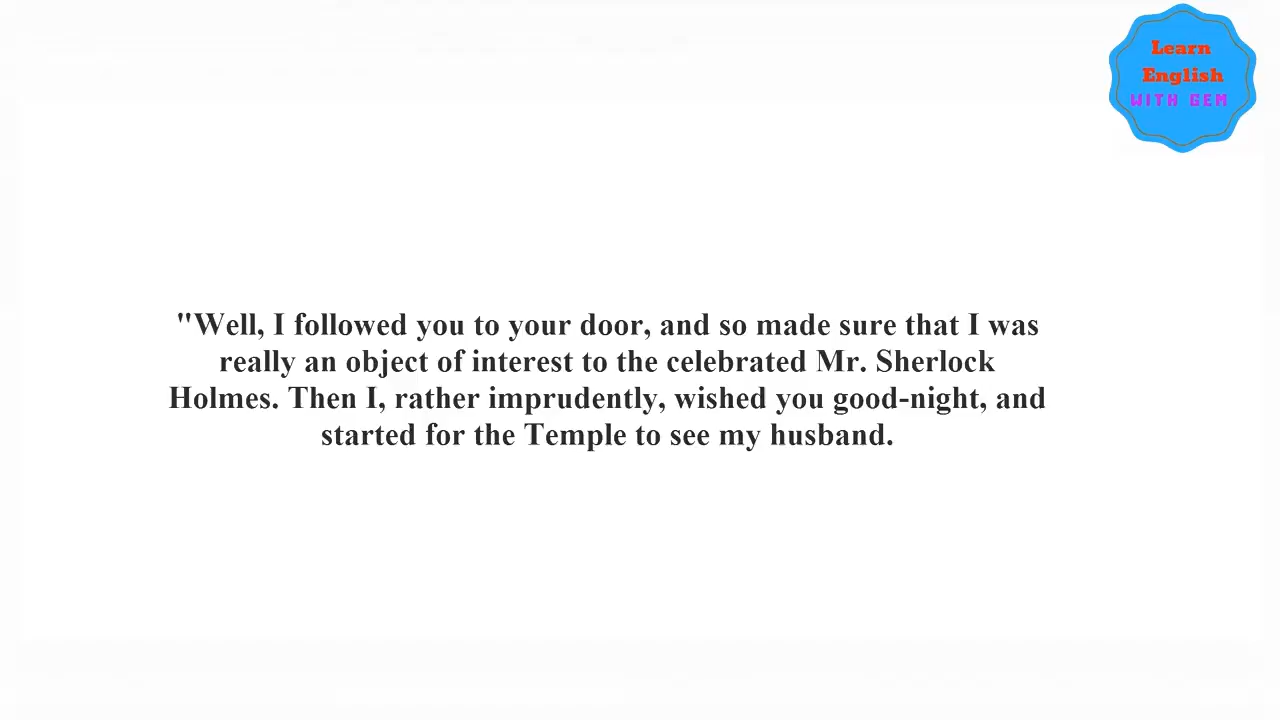 Learn
English
WITH GEM
"Well, I followed you to your door, and so made sure that I was
really an object of interest to the celebrated Mr. Sherlock
Holmes. Then I, rather imprudently, wished you good-night, and
started for the Temple to see my husband.